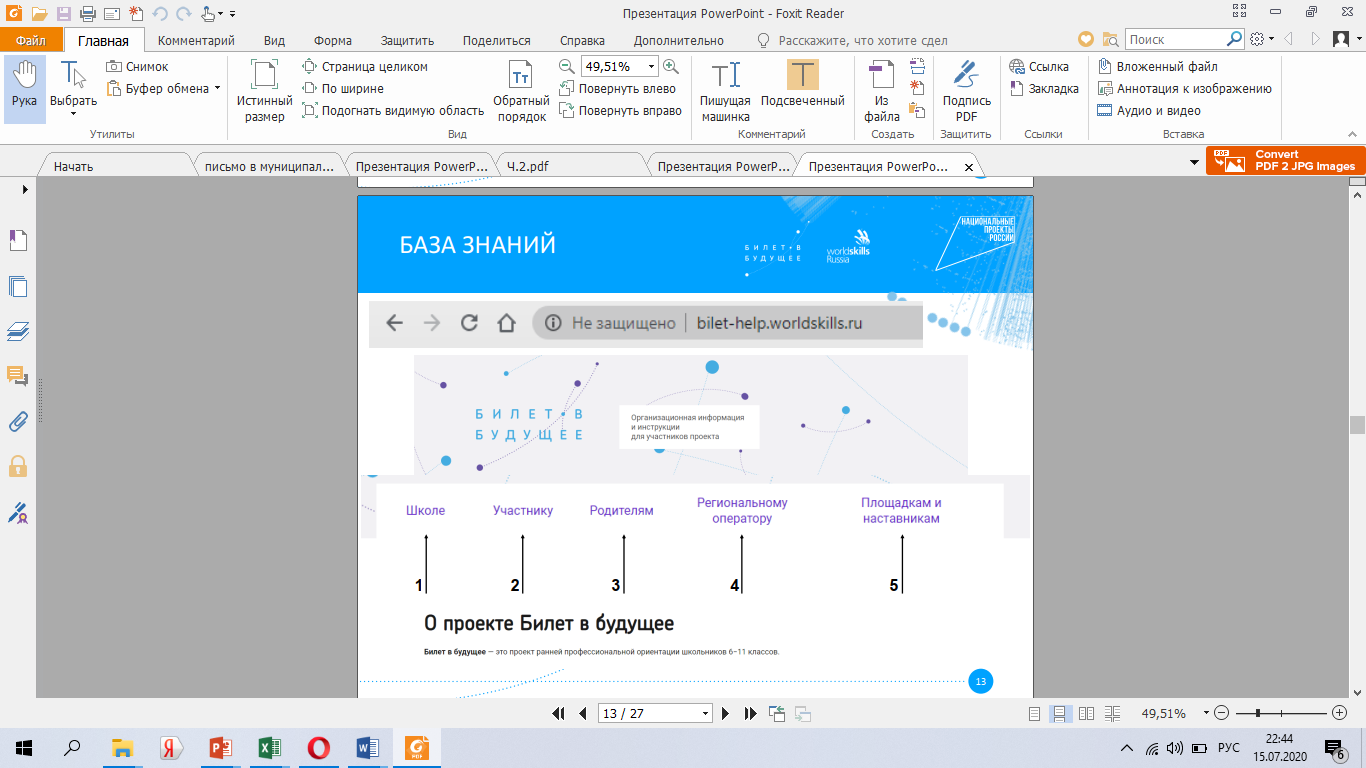 Презентация PowerPoint - Foxit Reader
Файл
Главная
Комментарий
Вид
Форма
Защитить
Поделиться
Справка
Дополнительно
Расскажите, что хотите сдел
Поиск
Рука
Выбрать
Снимок
Буфер обмена
Утилиты
Истинный
размер
Страница целиком
По ширине
Подогнать видимую область
Обратный
порядок
49,51%
Повернуть влево
Повернуть вправо
Вид
Пишущая
машинка
Подсвеченный
Комментарий
Из
файла
Создать
Подпись
PDF
Защитить
Ссылка
Закладка
Ссылки
Вложенный файл
Аннотация к изображению
Аудио и видео
Вставка
Начать
письмо в муниципал...
Презентация PowerP...
Ч.2.pdf
Презентация PowerP...
Презентация PowerPo...
Convert
PDF 2 JPG Images
БАЗА ЗНАНИЙ
БИЛЕТ В
БУДУЩЕЕ
worldskills
Russia
НАЦИОНАЛЬНЫЕ
ПРОЕКТЫ
РОССИИ
Не защищено
bilet-help.worldskills.ru
БИЛЕТ В
БУДУЩЕЕ
Организационная информация
и инструкции
для участников проекта
Школе
Участнику
Родителям
Региональному
оператору
Площадкам и
наставникам
1
2
3
4
5
О проекте Билет в будущее
Билет в будущее — это проект ранней профессиональной ориентации школьников 6–11 классов.
13
13 / 27
49,51%
РУС
22:44
15.07.2020
6